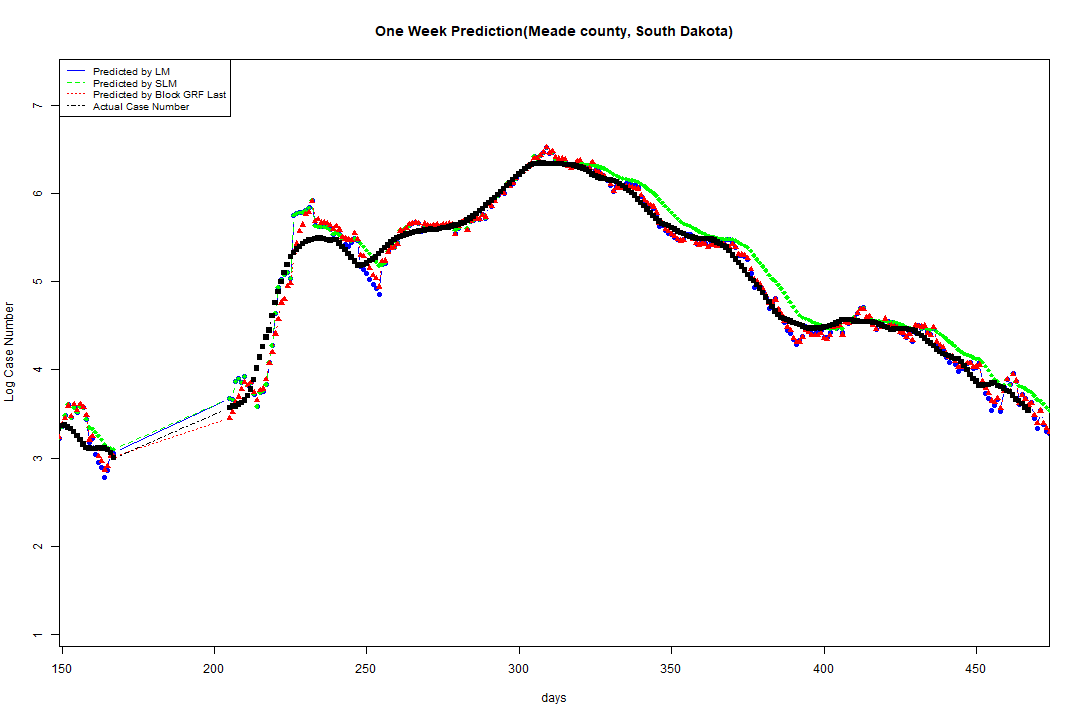 One Week Prediction(Meade county, South Dakota)
Predicted by LM
Predicted by SLM
Predicted by Block GRF Last
Actual Case Number
Log Case Number
7
6
5
4
3
2
1
150 200 250 300 350 400 450
days